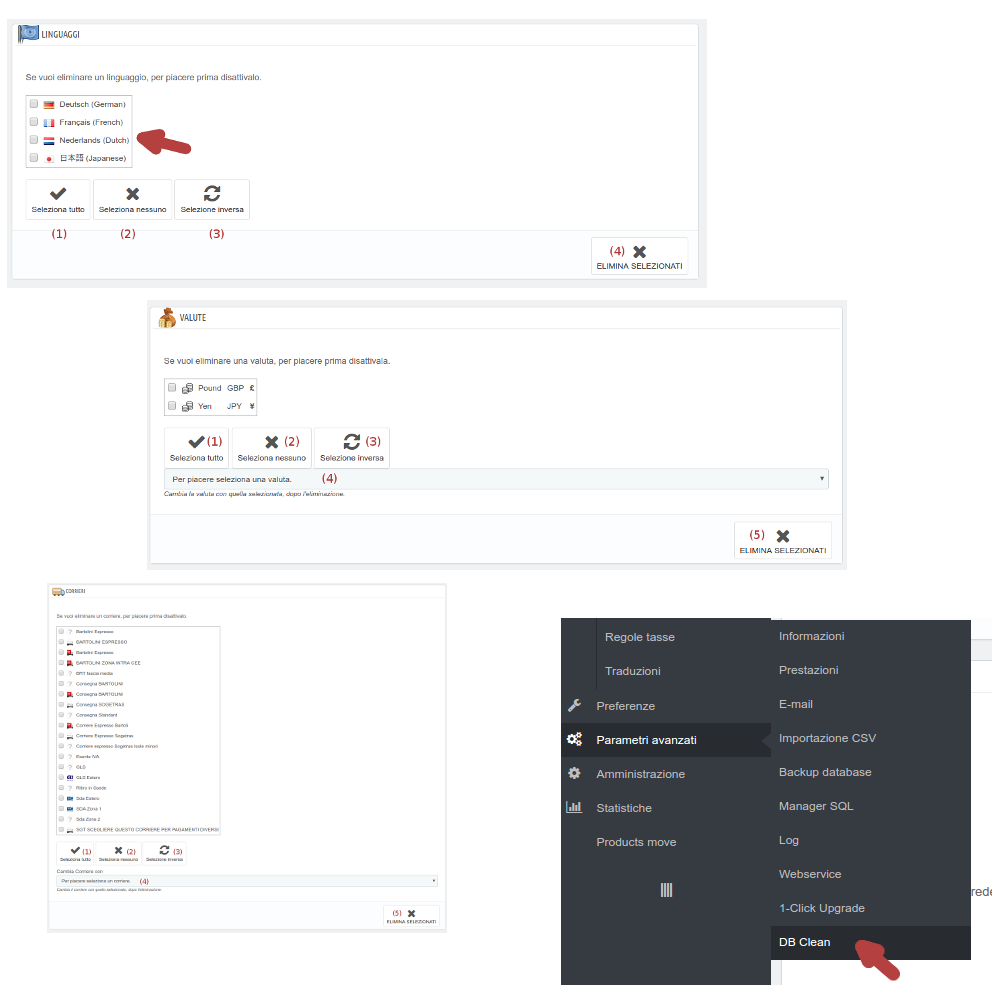 LINGUAGGI
Se vuoi eliminare un linguaggio, per piacere prima disattivalo.
Deutsch (German)
Français (French)
Nederlands (Dutch)
日本語 (Japanese)
Seleziona tutto Seleziona nessuno Selezione inversa
(1) (2) (3)
(4)
ELIMINA SELEZIONATI
VALUTE
Se vuoi eliminare una valuta, per piacere prima disattivala.
Pound GBP £
Yen JPY ¥
(1) (2) (3)
Seleziona tutto Seleziona nessuno Selezione inversa
Per piacere seleziona una valuta. (4)
Cambia la valuta con quella selezionata, dopo l'eliminazione.
(5)
ELIMINA SELEZIONATI
CORRIERI
Se vuoi eliminare un corriere, per piacere prima disattivalo.
Bartolini Espresso
BARTOLINI ESPRESSO
Bartolini Espresso
BARTOLINI ZONA INTRA CEE
BRT fascia media
Consegna BARTOLINI
Consegna BARTOLINI
Consegna SOGETRAS
Consegna Standard
Corriere Espresso Bartoli
Corriere Espresso Sogetras
Corriere espresso Sogetras Isole minori
GLS
GLS Estero
Ritiro in Sede
Sda Estero
SDA Zona 1
Sda Zona 2
SGT SCEGLIERE QUESTO CORRIERE PER PAGAMENTI DIVERSI
(1) (2) (3)
Seleziona tutto Seleziona nessuno Selezione inversa
Cambia Corriere con
Per piacere seleziona un corriere. (4)
Cambia il corriere con quello selezionato, dopo l'eliminazione.
(5)
ELIMINA SELEZIONATI
Regole tasse
Traduzioni
Preferenze
Parametri avanzati
Amministrazione
Statistiche
Products move
Informazioni
Prestazioni
E-mail
Importazione CSV
Backup database
Manager SQL
Log
Webservice
1-Click Upgrade
DB Clean
rede